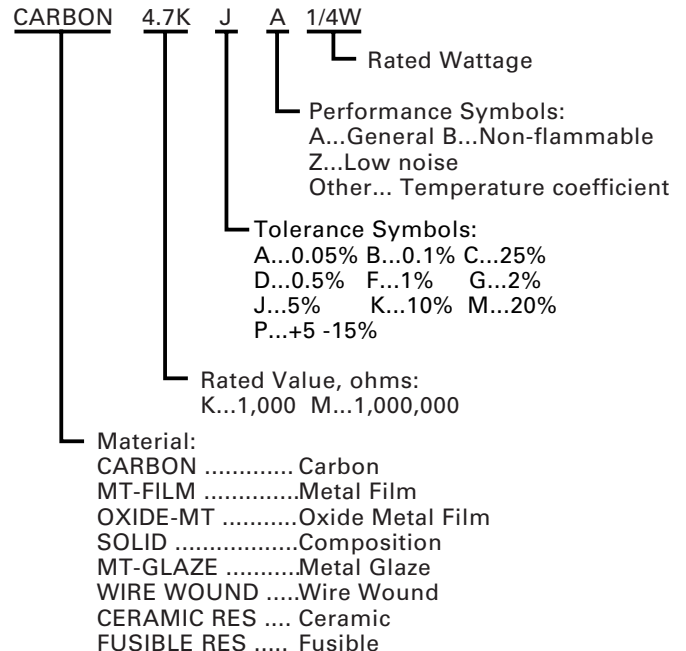 CARBON 4.7K J A 1/4W
Rated Wattage
Performance Symbols:
A...General B...Non-flammable
Z...Low noise
Other... Temperature coefficient
Tolerance Symbols:
A...0.05% B...0.1% C...25%
D...0.5% F...1% G...2%
J...5% K...10% M...20%
P...+5 -15%
Rated Value, ohms:
K...1,000 M...1,000,000
Material:
CARBON ............. Carbon
MT-FILM ..............Metal Film
OXIDE-MT ...........Oxide Metal Film
SOLID ..................Composition
MT-GLAZE ...........Metal Glaze
WIRE WOUND .....Wire Wound
CERAMIC RES .... Ceramic
FUSIBLE RES ..... Fusible